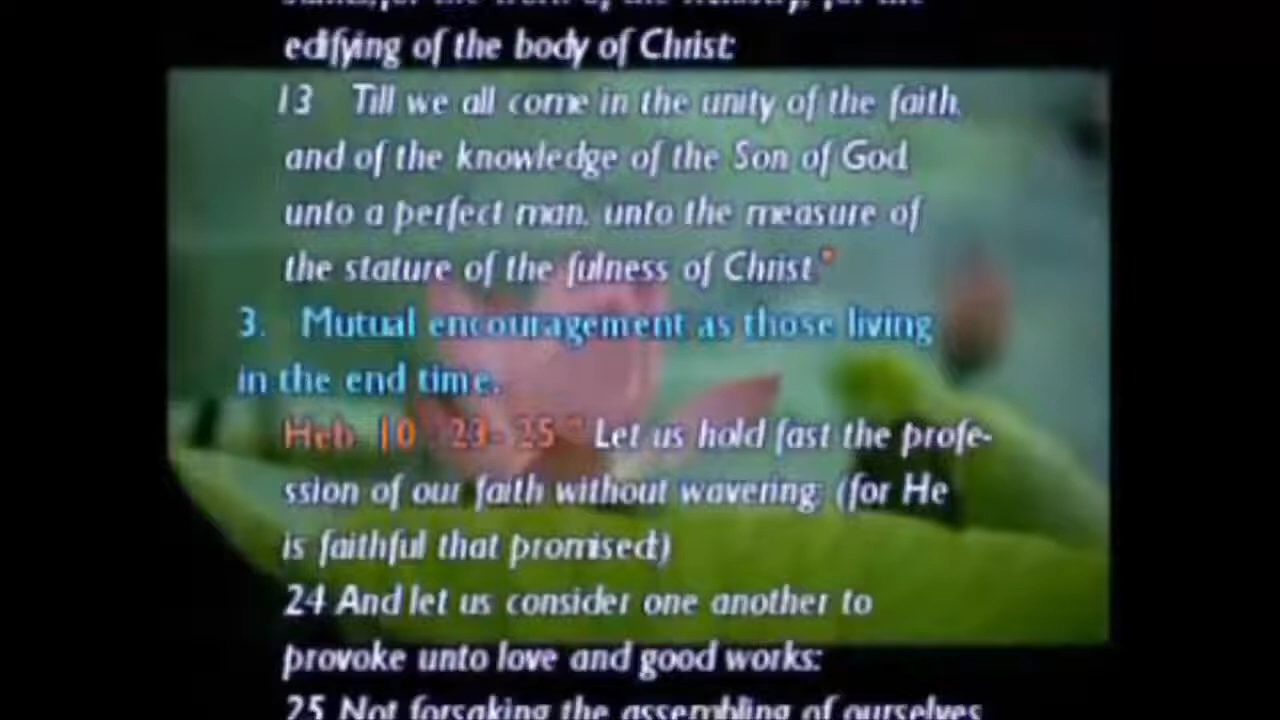 edifying of the body of Christ:
13 Till we all come in the unity of the faith,
and of the knowledge of the Son of God,
unto a perfect man, unto the measure of
the stature of the fulness of Christ."
3. Mutual encouragement as those living
in the end time.
Heb 10 "23- 25 " Let us hold fast the profe-
ssion of our faith without wavering; (for He
is faithful that promised;)
24 And let us consider one another to
provoke unto love and good works:
25 Not forsaking the assembling of ourselves